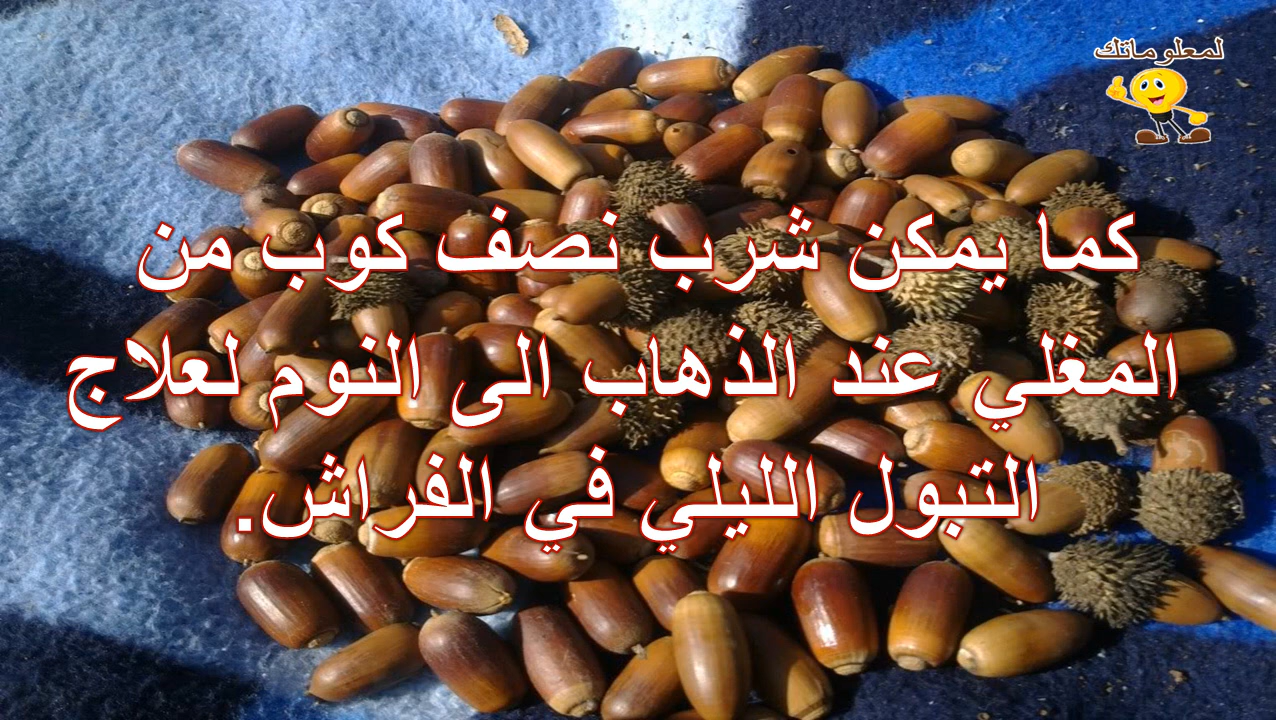 لمعلوماتك
كما يمكن شرب نصف كوب من
المغلي عند الذهاب الى النوم لعلاج
التبول الليلي في الفراش.